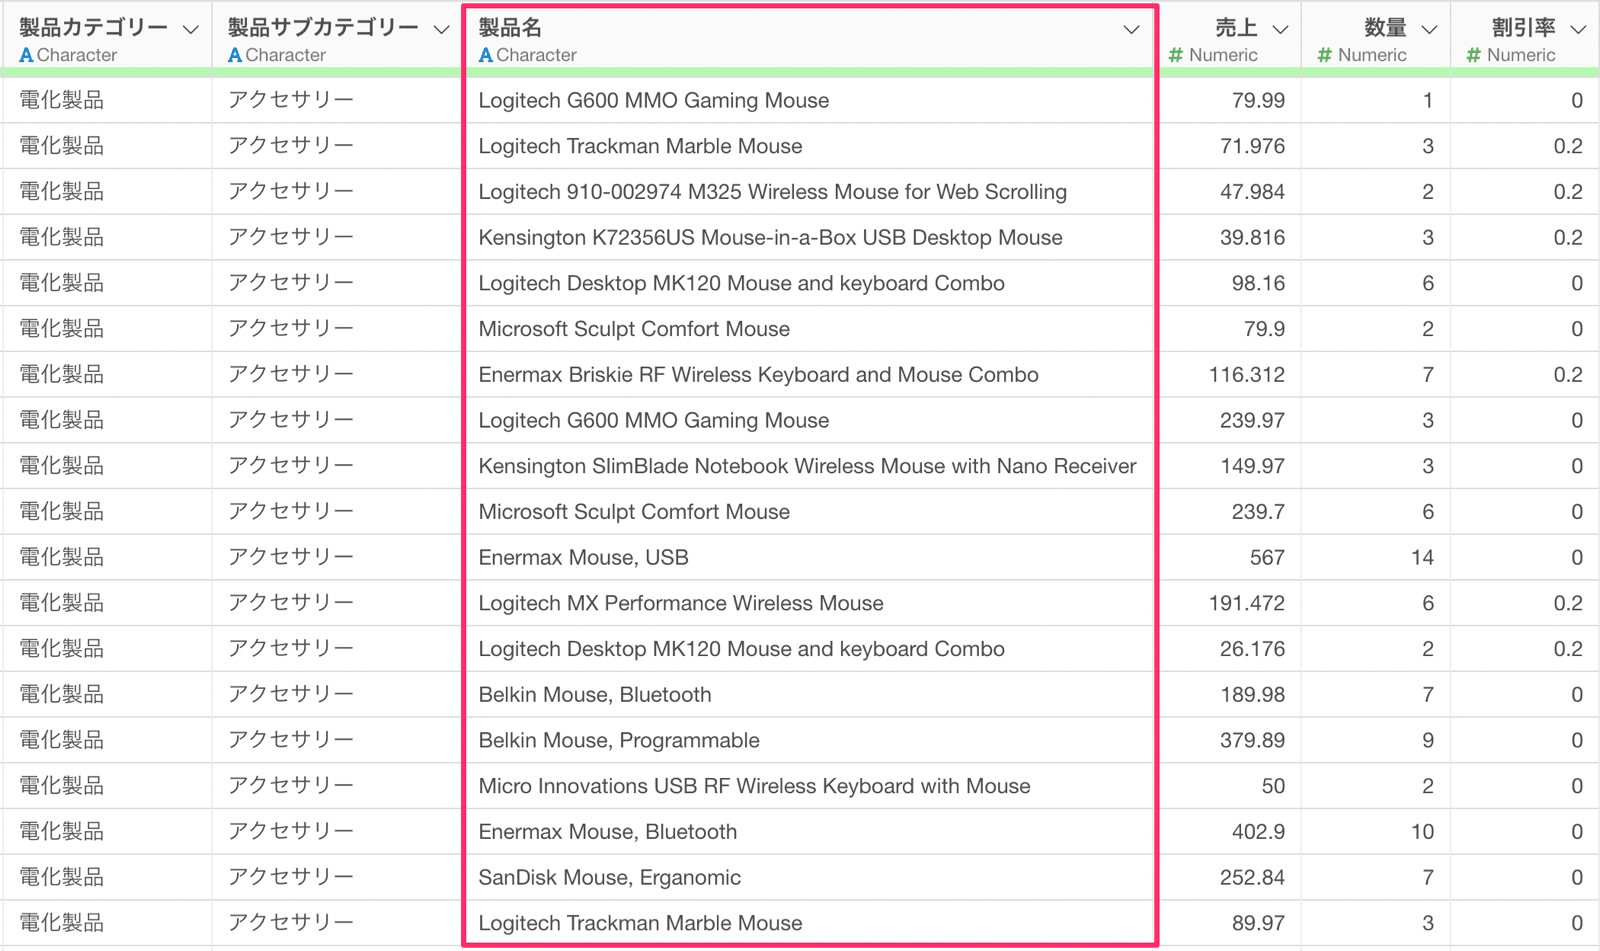 製品カテゴリー 製品サブカテゴリー 製品名 売上 数量 割引率
A Character A Character A Character # Numeric # Numeric # Numeric
電化製品 アクセサリー Logitech G600 MMO Gaming Mouse 79.99 1 0
電化製品 アクセサリー Logitech Trackman Marble Mouse 71.976 3 0.2
電化製品 アクセサリー Logitech 910-002974 M325 Wireless Mouse for Web Scrolling 47.984 2 0.2
電化製品 アクセサリー Kensington K72356US Mouse-in-a-Box USB Desktop Mouse 39.816 3 0.2
電化製品 アクセサリー Logitech Desktop MK120 Mouse and keyboard Combo 98.16 6 0
電化製品 アクセサリー Microsoft Sculpt Comfort Mouse 79.9 2 0
電化製品 アクセサリー Enermax Briskie RF Wireless Keyboard and Mouse Combo 116.312 7 0.2
電化製品 アクセサリー Logitech G600 MMO Gaming Mouse 239.97 3 0
電化製品 アクセサリー Kensington SlimBlade Notebook Wireless Mouse with Nano Receiver 149.97 3 0
電化製品 アクセサリー Microsoft Sculpt Comfort Mouse 239.7 6 0
電化製品 アクセサリー Enermax Mouse, USB 567 14 0
電化製品 アクセサリー Logitech MX Performance Wireless Mouse 191.472 6 0.2
電化製品 アクセサリー Logitech Desktop MK120 Mouse and keyboard Combo 26.176 2 0.2
電化製品 アクセサリー Belkin Mouse, Bluetooth 189.98 7 0
電化製品 アクセサリー Belkin Mouse, Programmable 379.89 9 0
電化製品 アクセサリー Micro Innovations USB RF Wireless Keyboard with Mouse 50 2 0
電化製品 アクセサリー Enermax Mouse, Bluetooth 402.9 10 0
電化製品 アクセサリー SanDisk Mouse, Erganomic 252.84 7 0
電化製品 アクセサリー Logitech Trackman Marble Mouse 89.97 3 0